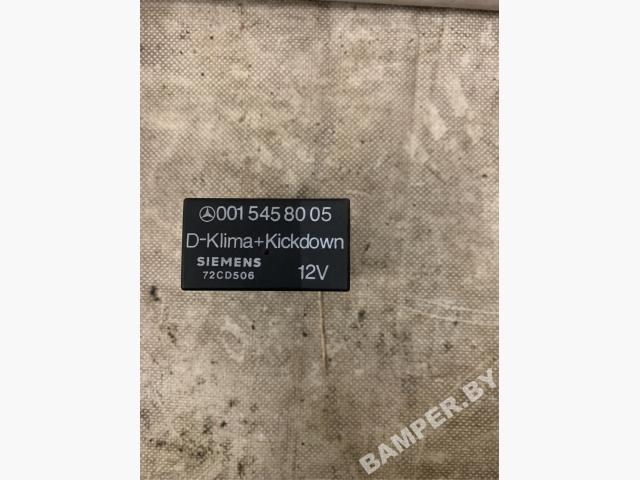 001 545 80 05
D-Klima+Kickdown
SIEMENS
72CD506 12V
BAMPER.BY